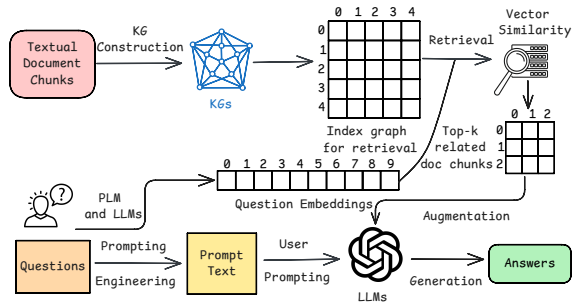 Textual
Document
Chunks
KG
Construction
KGs
0 1 2 3 4
0
1
2
3
4
Index graph
for retrieval
Retrieval
Vector
Similarity
0 1 2
0
1
2
Top-k
related
doc chunks
0 1 2 3 4 5 6 7 8 9
Question Embeddings
?
PLM
and LLMs
Augmentation
Questions
Prompting
Engineering
Prompt
Text
User
Prompting
LLMs
Generation
Answers